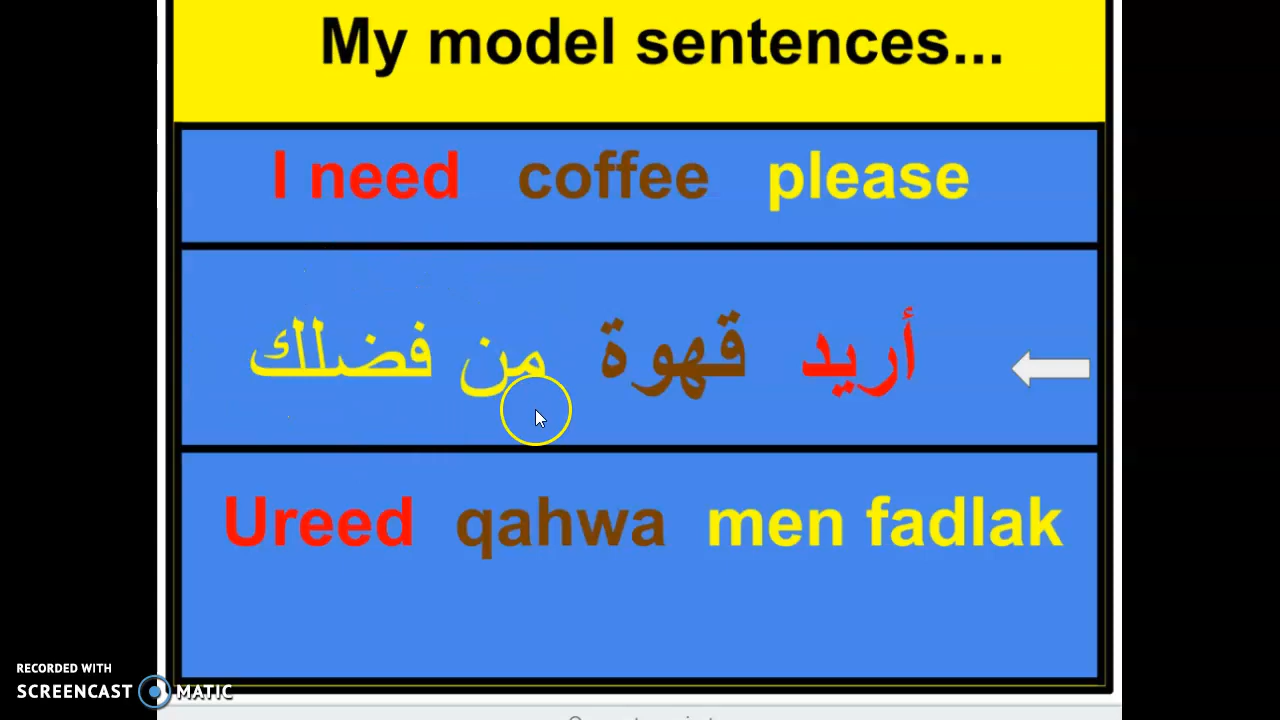 My model sentences...
I need coffee please
أريد قهوة من فضلك
Ureed qahwa men fadlak
RECORDED WITH
SCREENCAST MATIC